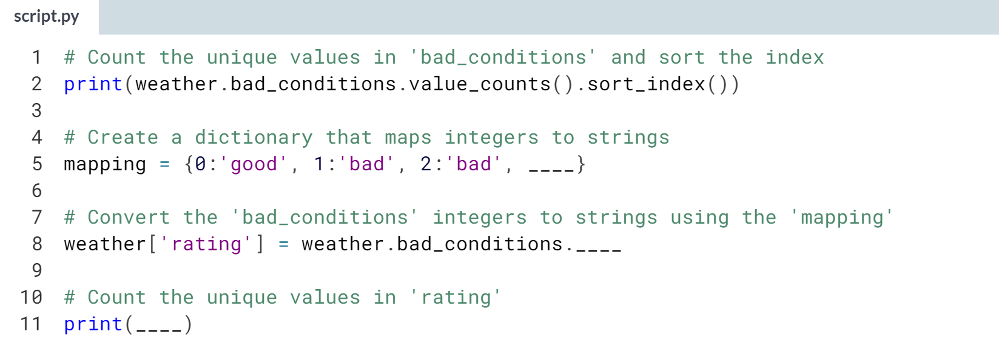 script.py
1 # Count the unique values in 'bad_conditions' and sort the index
2 print(weather.bad_conditions.value_counts().sort_index())
3
4 # Create a dictionary that maps integers to strings
5 mapping = {0:'good', 1:'bad', 2:'bad', ____}
6
7 # Convert the 'bad_conditions' integers to strings using the 'mapping'
8 weather['rating'] = weather.bad_conditions.____
9
10 # Count the unique values in 'rating'
11 print(____)